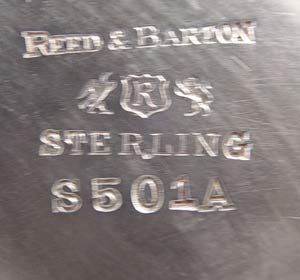 REED & BARTON
R
STERLING
S501A